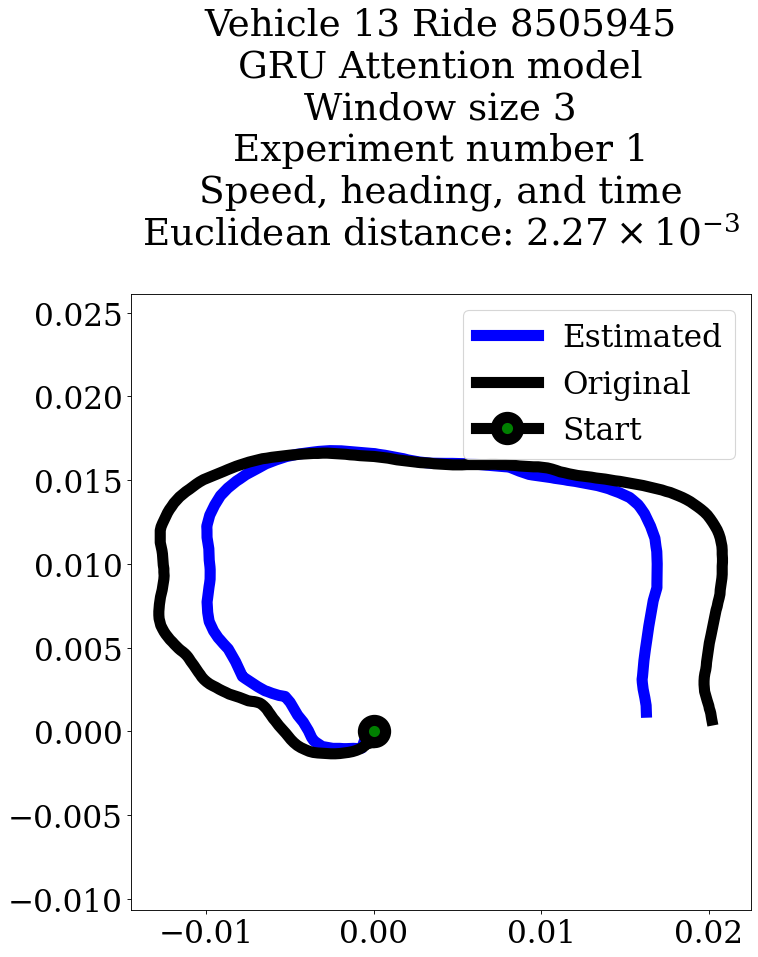 Vehicle 13 Ride 8505945
GRU Attention model
Window size 3
Experiment number 1
Speed, heading, and time
Euclidean distance: 2.27 × 10⁻³
0.025
0.020
0.015
0.010
0.005
0.000
−0.005
−0.010
Estimated
Original
Start
−0.01 0.00 0.01 0.02